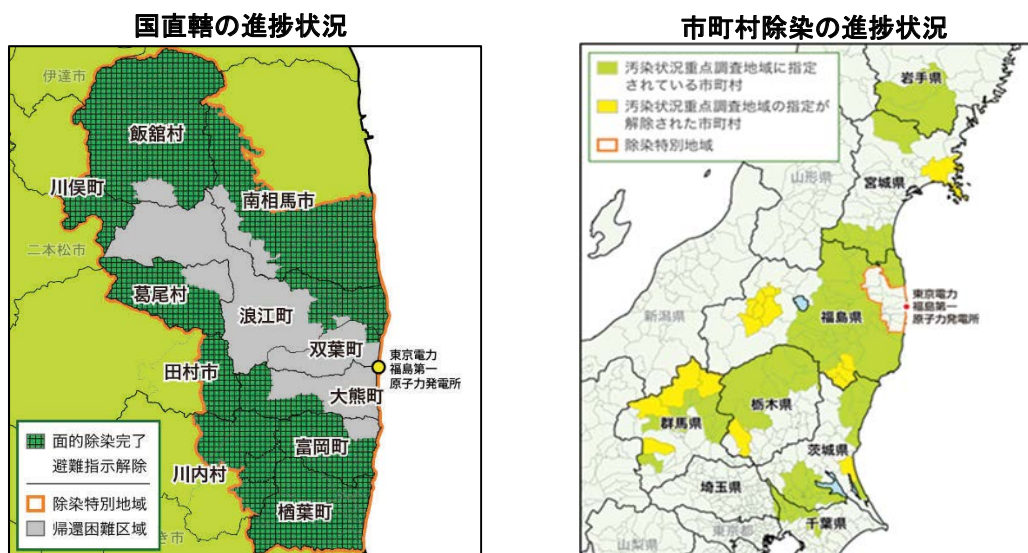 国直轄の進捗状況
伊達市
飯舘村
川俣町
南相馬市
二本松市
葛尾村
浪江町
双葉町
東京電力
福島第一
原子力発電所
田村市
大熊町
富岡町
川内村
楢葉町
き市
面的除染完了
避難指示解除
除染特別地域
帰還困難区域
市町村除染の進捗状況
汚染状況重点調査地域に指定
されている市町村
汚染状況重点調査地域の指定が
解除された市町村
除染特別地域
岩手県
山形県
宮城県
新潟県
福島県
東京電力
福島第一
原子力発電所
栃木県
群馬県
茨城県
埼玉県
東京都
千葉県
山梨県